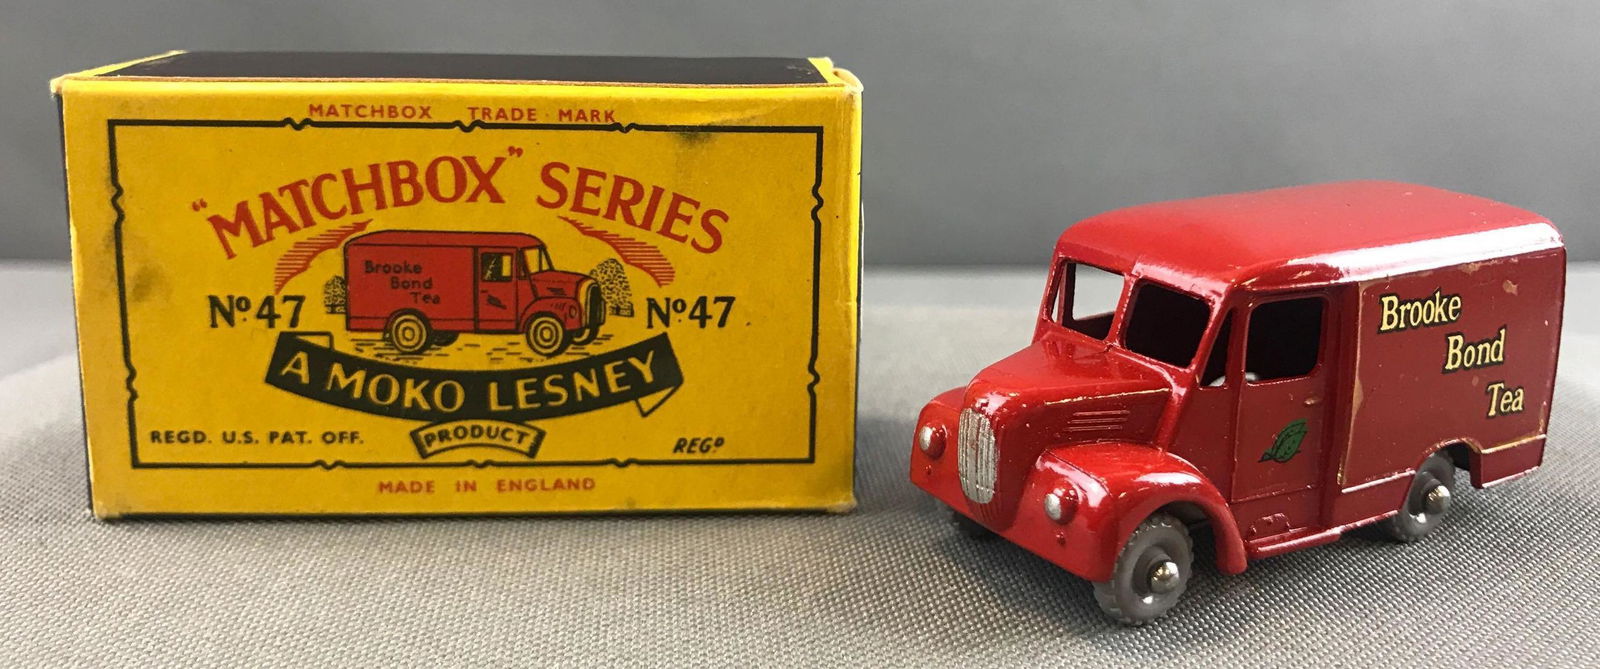 MATCHBOX TRADE MARK
"MATCHBOX" SERIES
Brooke
Bond
Tea
Nº47 Nº47
A MOKO LESNEY
PRODUCT
REGD. U.S. PAT. OFF.
REGD
MADE IN ENGLAND
Brooke
Bond
Tea